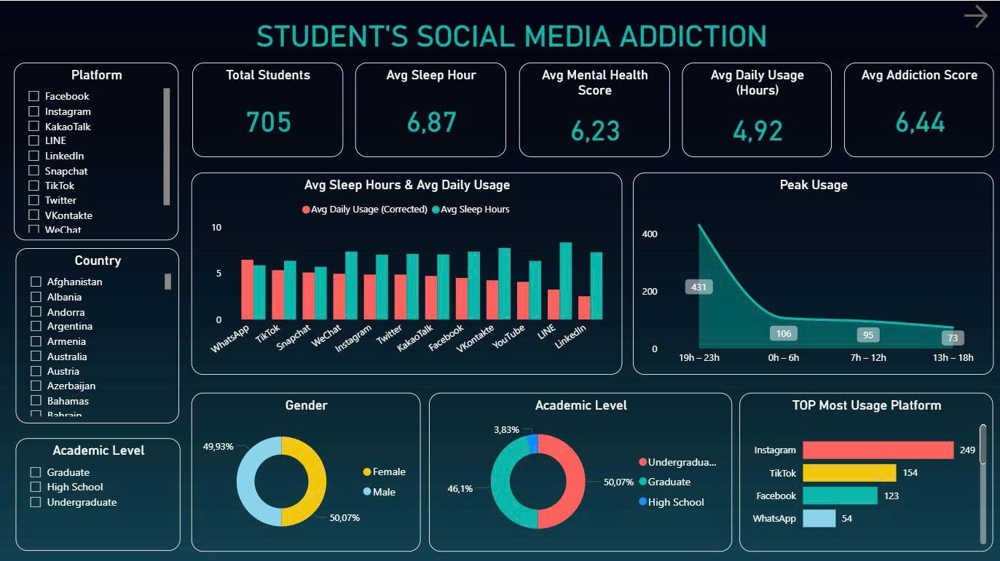 STUDENT'S SOCIAL MEDIA ADDICTION
Platform
Facebook
Instagram
KakaoTalk
LINE
LinkedIn
Snapchat
TikTok
Twitter
VKontakte
WeChat
Country
Afghanistan
Albania
Andorra
Argentina
Armenia
Australia
Austria
Azerbaijan
Bahamas
Bahrain
Academic Level
Graduate
High School
Undergraduate
Total Students
705
Avg Sleep Hour
6,87
Avg Mental Health
Score
6,23
Avg Daily Usage
(Hours)
4,92
Avg Addiction Score
6,44
Avg Sleep Hours & Avg Daily Usage
Avg Daily Usage (Corrected) Avg Sleep Hours
10
5
0
WhatsApp TikTok Snapchat WeChat Instagram Twitter KakaoTalk Facebook VKontakte YouTube LINE LinkedIn
Peak Usage
400
200
0
431
106
95
73
19h – 23h 0h – 6h 7h – 12h 13h – 18h
Gender
49,93%
50,07%
Female
Male
Academic Level
3,83%
46,1%
50,07%
Undergradua...
Graduate
High School
TOP Most Usage Platform
Instagram 249
TikTok 154
Facebook 123
WhatsApp 54